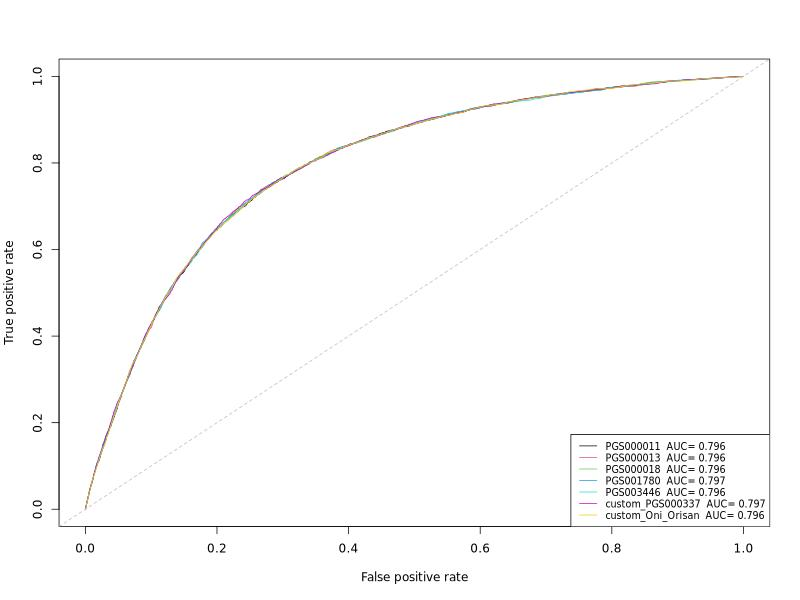 1.0
0.8
0.6
0.4
0.2
0.0
True positive rate
0.0 0.2 0.4 0.6 0.8 1.0
False positive rate
PGS000011 AUC= 0.796
PGS000013 AUC= 0.796
PGS000018 AUC= 0.796
PGS001780 AUC= 0.797
PGS003446 AUC= 0.796
custom_PGS000337 AUC= 0.797
custom_Oni_Orisan AUC= 0.796